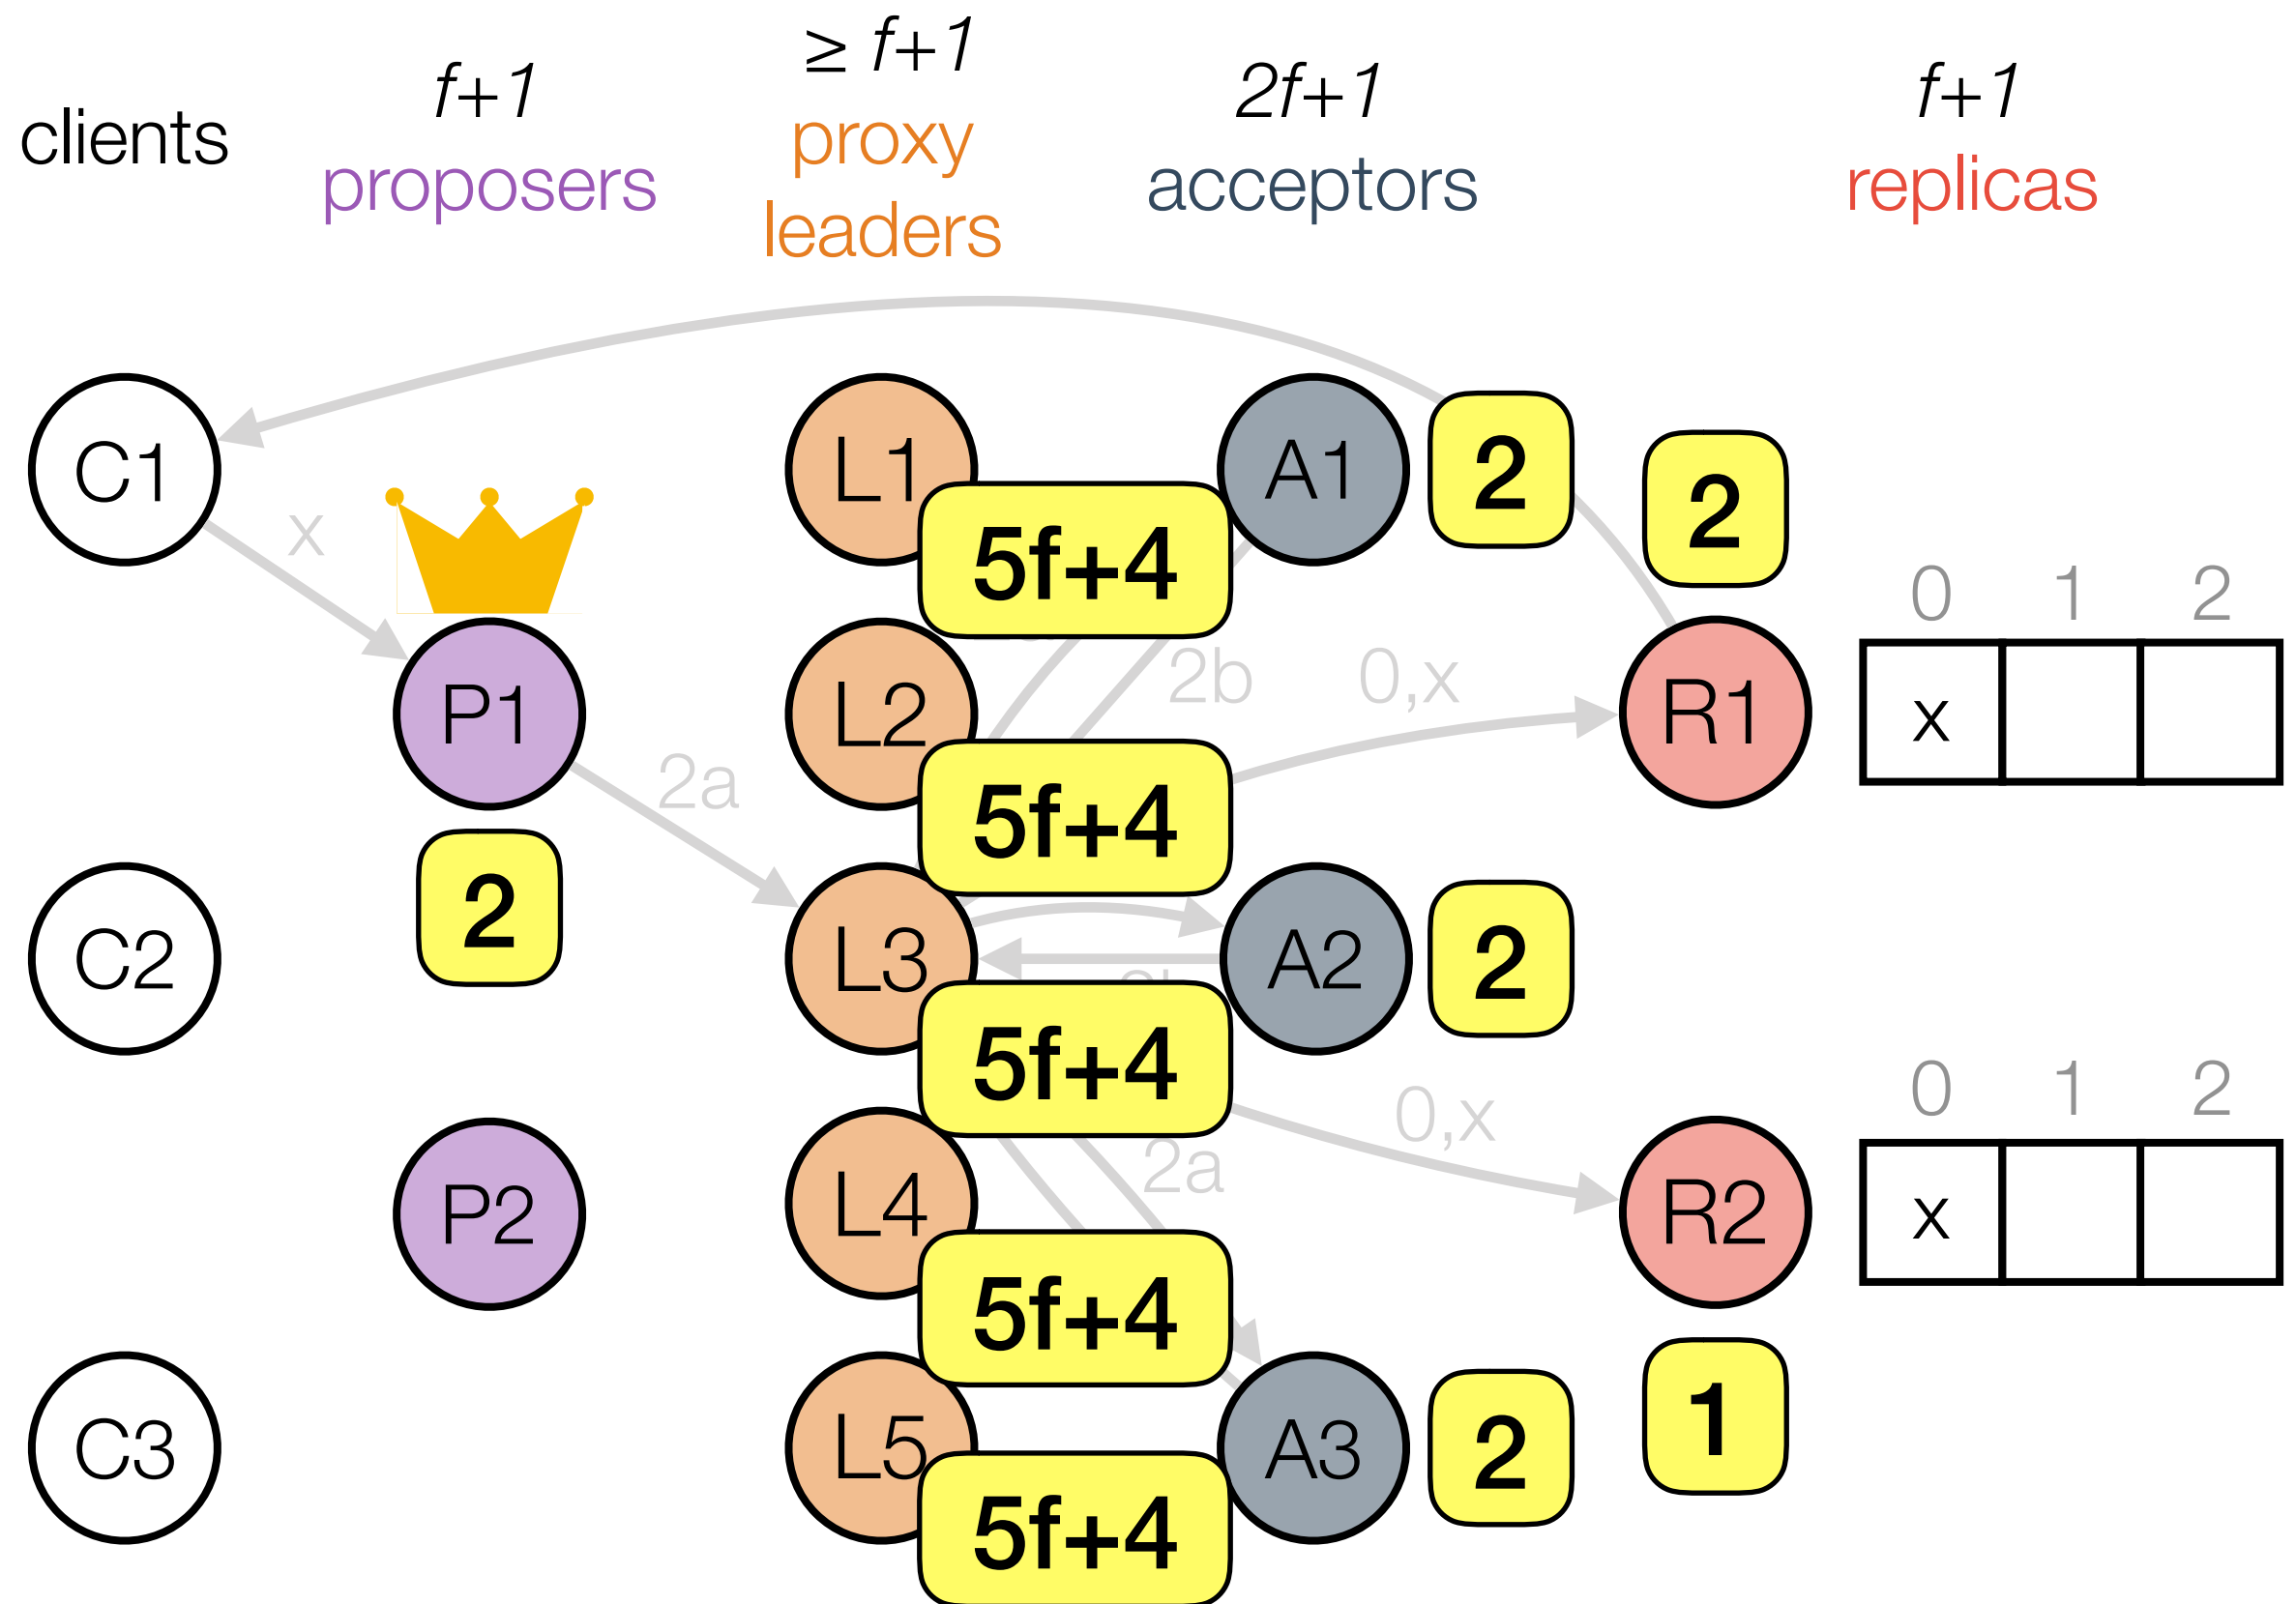 clients
f+1
proposers
≥ f+1
proxy
leaders
2f+1
acceptors
f+1
replicas
C1
x
P1
2
2a
C2
P2
C3
L1
5f+4
L2
5f+4
L3
5f+4
L4
5f+4
L5
5f+4
2b
2a
A1
2
A2
2
A3
2
0,x
0,x
2
R1
0 1 2
x
R2
0 1 2
x
1